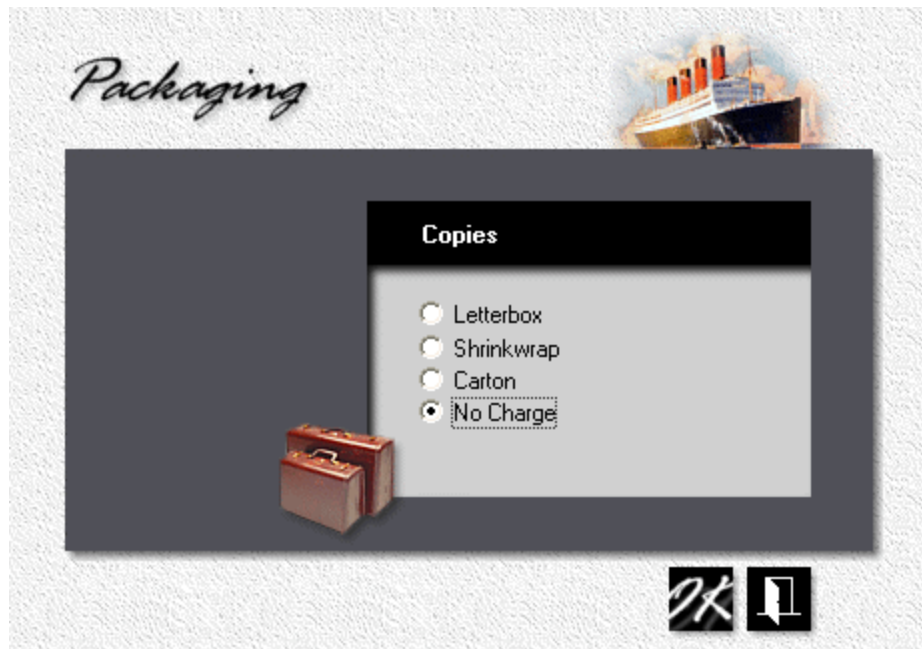 Packaging
Copies
Letterbox
Shrinkwrap
Carton
No Charge
OK